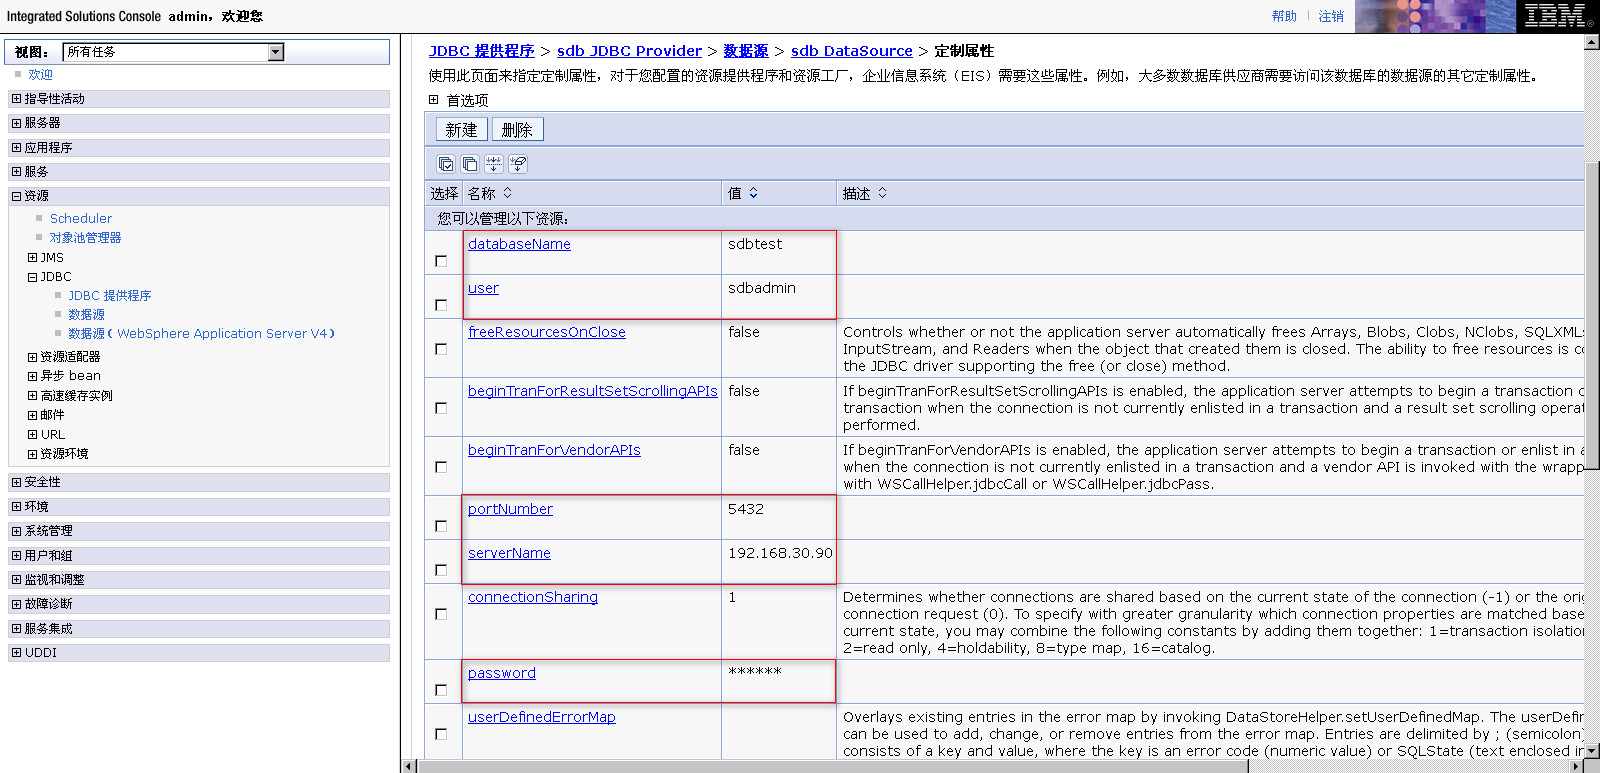 Integrated Solutions Console admin，欢迎您
帮助 注销
IBM
视图： 所有任务
欢迎
指导性活动
服务器
应用程序
服务
资源
Scheduler
对象池管理器
JMS
JDBC
JDBC 提供程序
数据源
数据源（WebSphere Application Server V4）
资源适配器
异步 bean
高速缓存实例
邮件
URL
资源环境
安全性
环境
系统管理
用户和组
监视和调整
故障诊断
服务集成
UDDI
JDBC 提供程序 > sdb JDBC Provider > 数据源 > sdb DataSource > 定制属性
使用此页面来指定定制属性，对于您配置的资源提供程序和资源工厂，企业信息系统（EIS）需要这些属性。例如，大多数数据库供应商需要访问该数据库的数据源的其它定制属性。
首选项
新建 删除
选择 名称 值 描述
您可以管理以下资源：
databaseName sdbtest
user sdbadmin
freeResourcesOnClose false Controls whether or not the application server automatically frees Arrays, Blobs, Clobs, NClobs, SQLXMLs
InputStream, and Readers when the object that created them is closed. The ability to free resources is
the JDBC driver supporting the free (or close) method.
beginTranForResultSetScrollingAPIs false If beginTranForResultSetScrollingAPIs is enabled, the application server attempts to begin a transaction
transaction when the connection is not currently enlisted in a transaction and a result set scrolling
performed.
beginTranForVendorAPIs false If beginTranForVendorAPIs is enabled, the application server attempts to begin a transaction or enlist in
when the connection is not currently enlisted in a transaction and a vendor API is invoked with the
with WSCallHelper.jdbcCall or WSCallHelper.jdbcPass.
portNumber 5432
serverName 192.168.30.90
connectionSharing 1 Determines whether connections are shared based on the current state of the connection (-1) or the
connection request (0). To specify with greater granularity which connection properties are matched
current state, you may combine the following constants by adding them together: 1=transaction
2=read only, 4=holdability, 8=type map, 16=catalog.
password ******
userDefinedErrorMap Overlays existing entries in the error map by invoking DataStoreHelper.setUserDefinedMap. The
can be used to add, change, or remove entries from the error map. Entries are delimited by ; (semicolon)
consists of a key and value, where the key is an error code (numeric value) or SQLState (text enclosed in